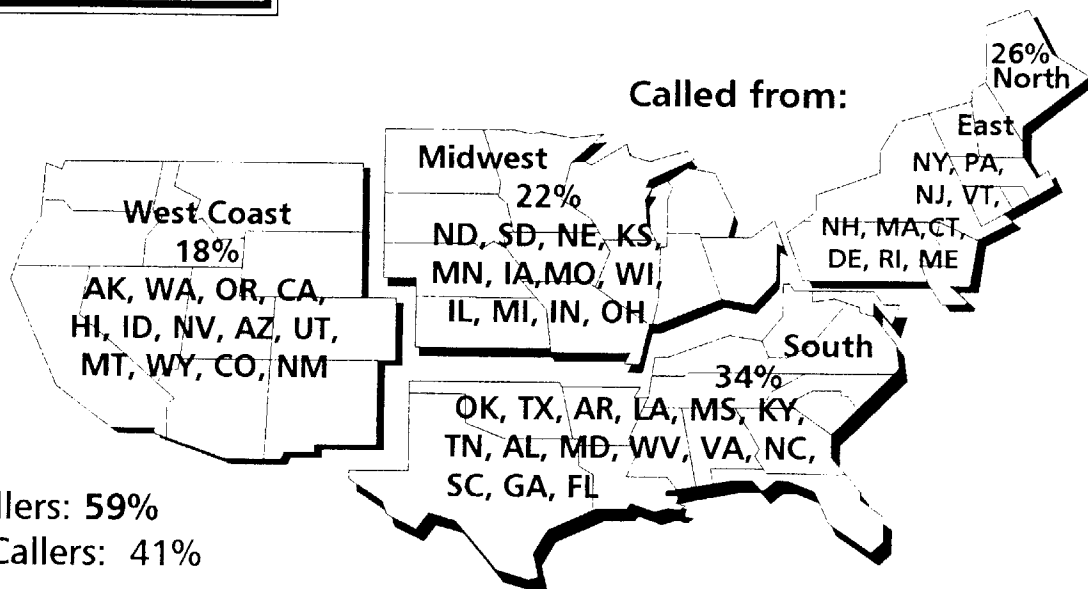 Called from:
26%
North
East
NY, PA,
NJ, VT,
NH, MA,CT,
DE, RI, ME
Midwest
22%
ND, SD, NE, KS,
MN, IA,MO, WI,
IL, MI, IN, OH
West Coast
18%
AK, WA, OR, CA,
HI, ID, NV, AZ, UT,
MT, WY, CO, NM
South
34%
OK, TX, AR, LA, MS, KY,
TN, AL, MD, WV, VA, NC,
SC, GA, FL
59%
Callers: 41%